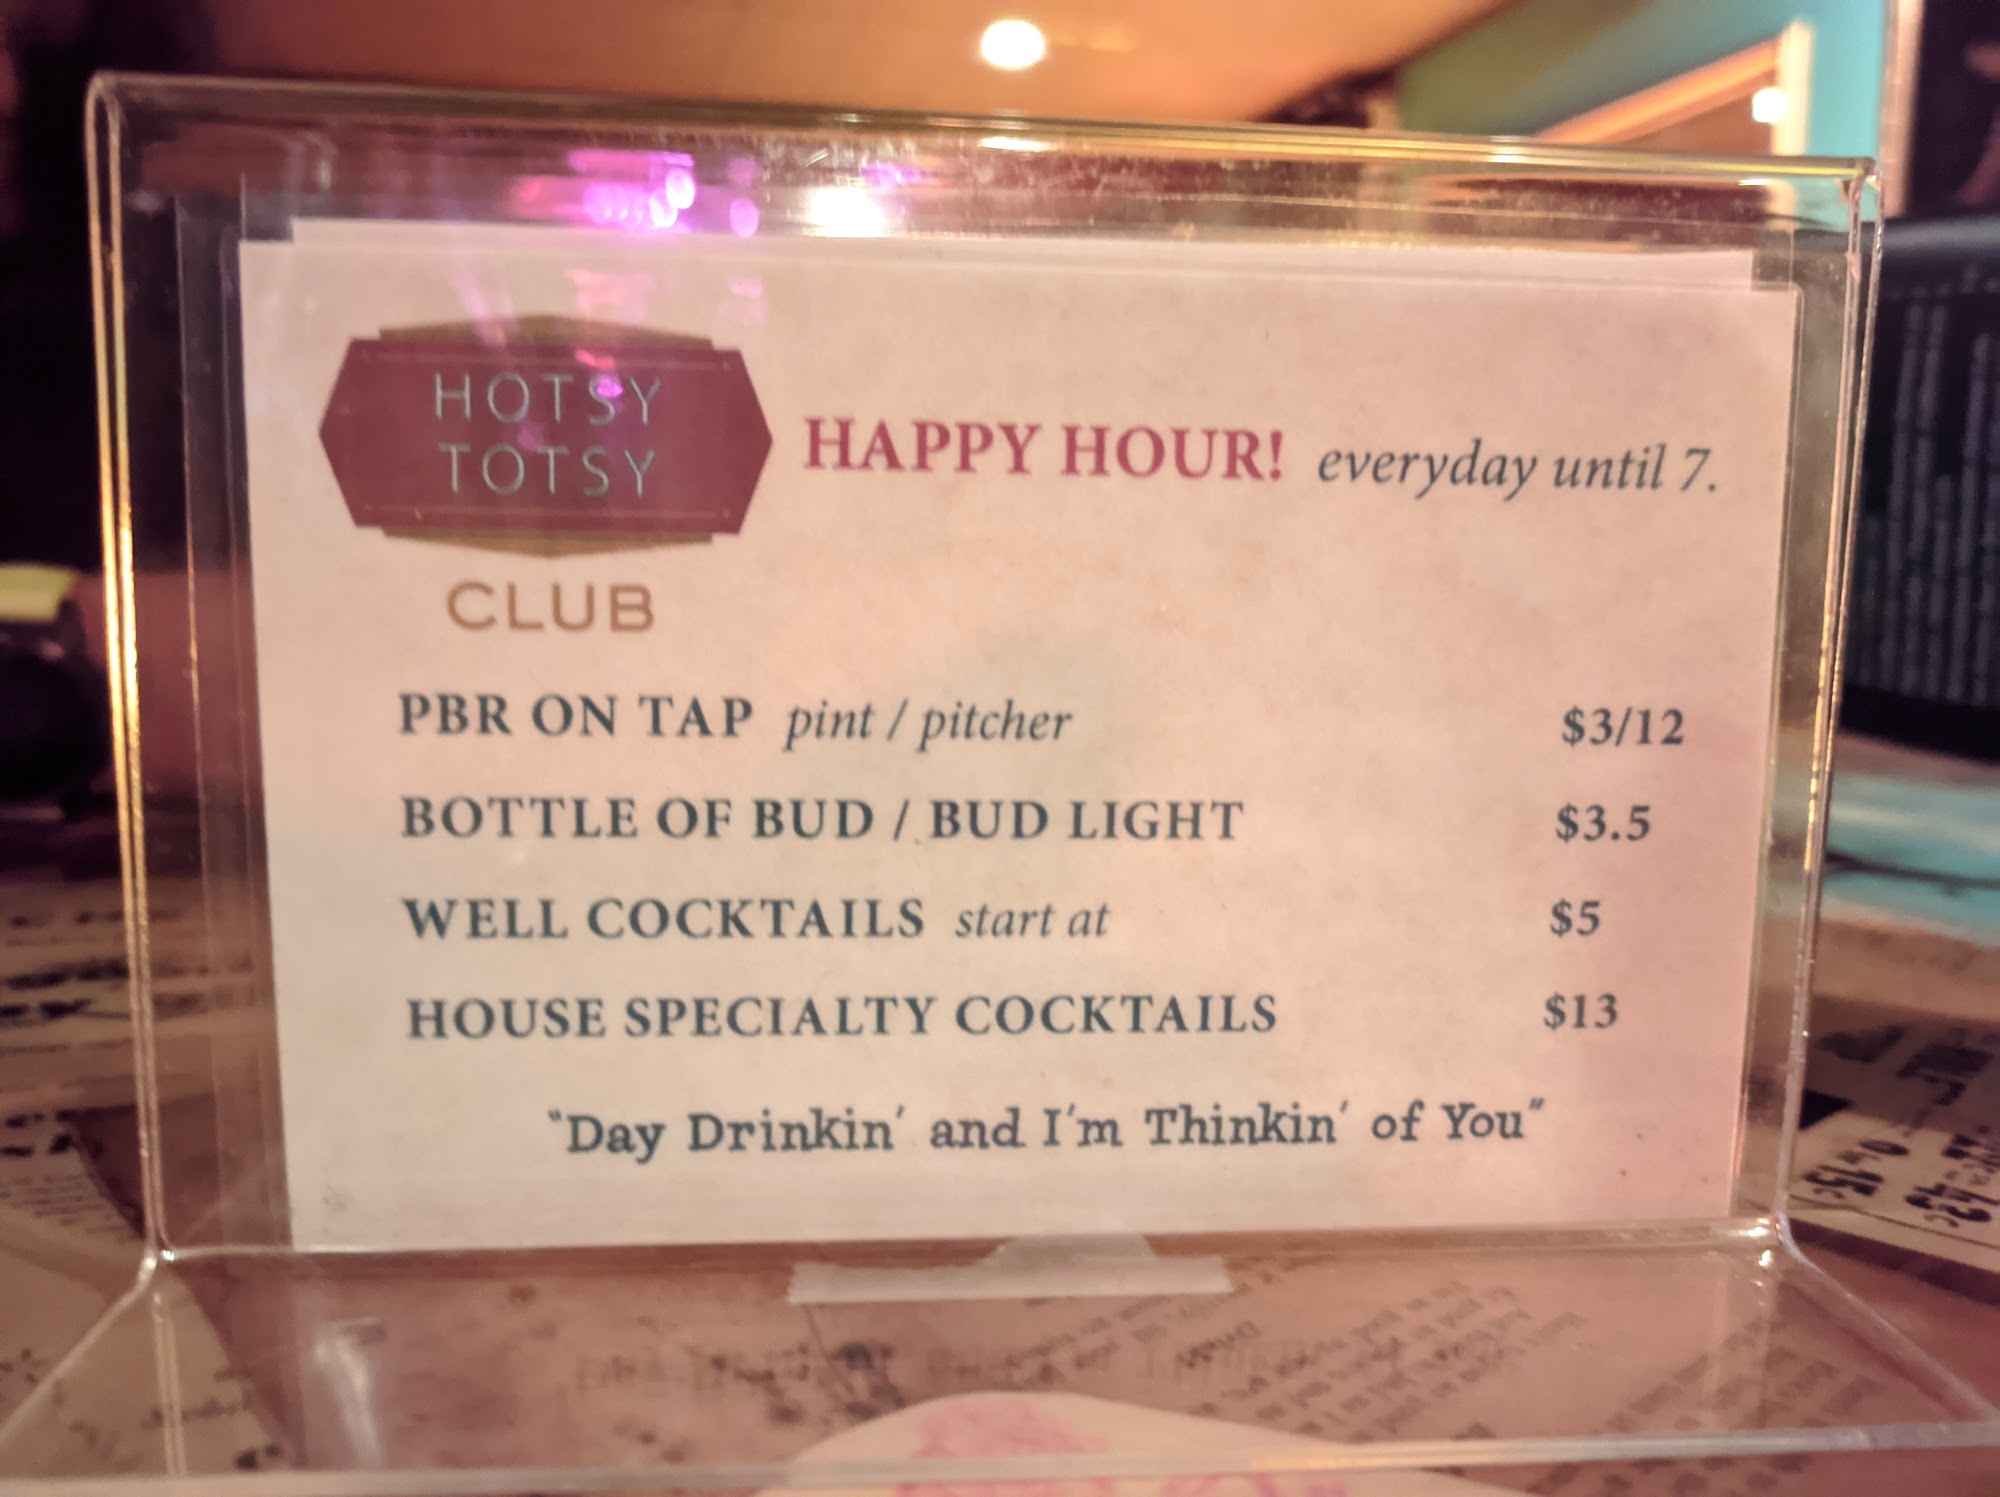 HOTSY
TOTSY
CLUB
HAPPY HOUR! everyday until 7.
PBR ON TAP pint / pitcher $3/12
BOTTLE OF BUD / BUD LIGHT $3.5
WELL COCKTAILS start at $5
HOUSE SPECIALTY COCKTAILS $13
"Day Drinkin' and I'm Thinkin' of You"